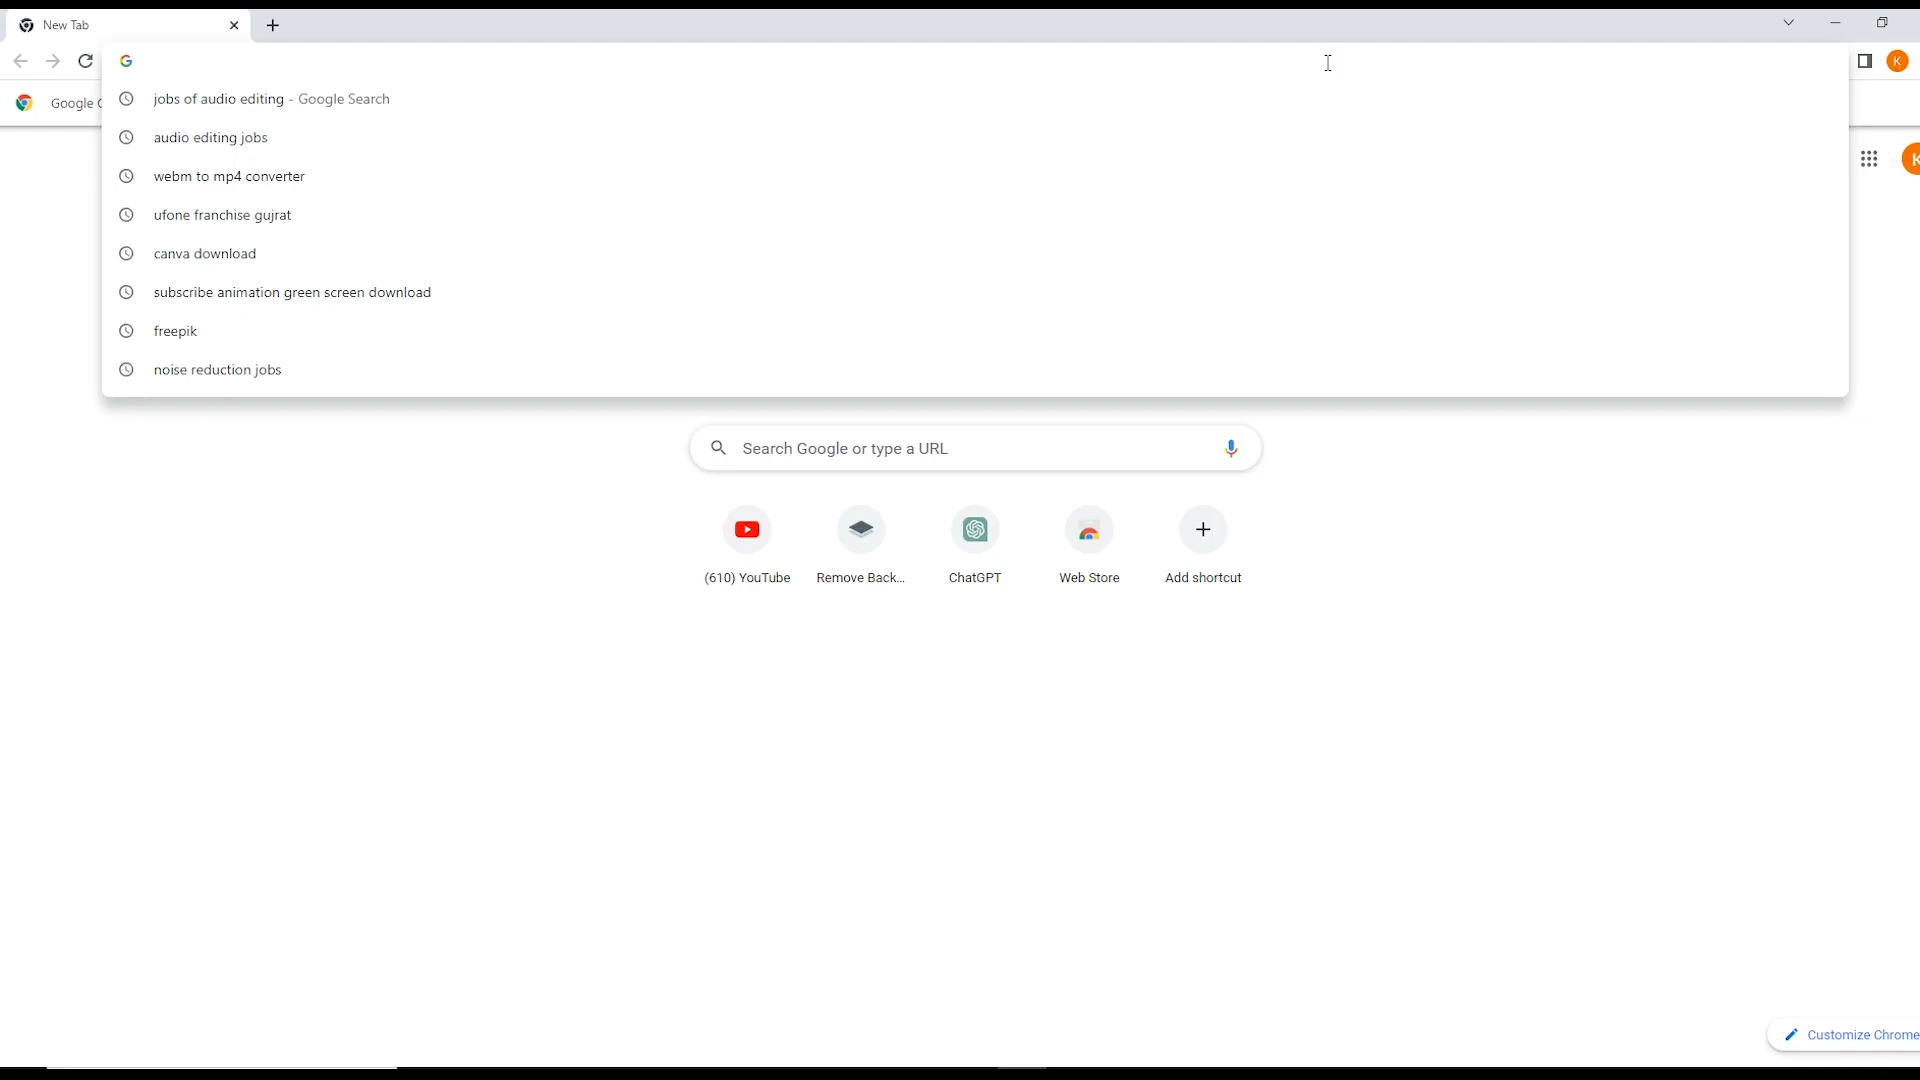 New Tab
K
jobs of audio editing - Google Search
Google
audio editing jobs
K
webm to mp4 converter
ufone franchise gujrat
canva download
subscribe animation green screen download
freepik
noise reduction jobs
Search Google or type a URL
(610) YouTube
Remove Back...
ChatGPT
Web Store
Add shortcut
Customize Chrome